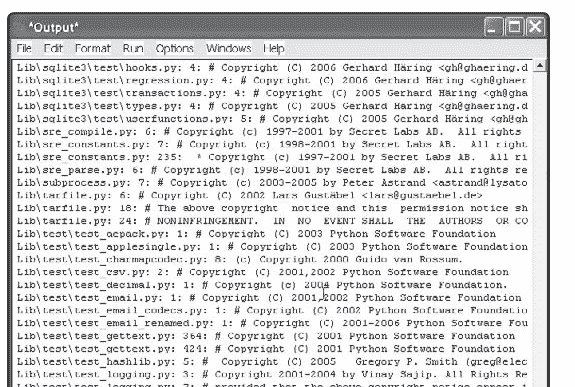 *Output*
File Edit Format Run Options Windows Help
Lib\sqlite3\test\hooks.py: 4: # Copyright (C) 2006 Gerhard Häring <gh@ghaering.d
Lib\sqlite3\test\regression.py: 4: # Copyright (C) 2006 Gerhard Häring <gh@ghaer
Lib\sqlite3\test\transactions.py: 4: # Copyright (C) 2005 Gerhard Häring <gh@gha
Lib\sqlite3\test\types.py: 4: # Copyright (C) 2005 Gerhard Häring <gh@ghaering.d
Lib\sqlite3\test\userfunctions.py: 5: # Copyright (C) 2005 Gerhard Häring <gh@gh
Lib\sre_compile.py: 6: # Copyright (c) 1997-2001 by Secret Labs AB. All rights
Lib\sre_constants.py: 7: # Copyright (c) 1998-2001 by Secret Labs AB. All right
Lib\sre_constants.py: 235: * Copyright (c) 1997-2001 by Secret Labs AB. All ri
Lib\sre_parse.py: 6: # Copyright (c) 1998-2001 by Secret Labs AB. All rights re
Lib\subprocess.py: 7: # Copyright (c) 2003-2005 by Peter Astrand <astrand@lysato
Lib\tarfile.py: 6: # Copyright (C) 2002 Lars Gustäbel <lars@gustaebel.de>
Lib\tarfile.py: 18: # The above copyright notice and this permission notice sh
Lib\tarfile.py: 24: # NONINFRINGEMENT. IN NO EVENT SHALL THE AUTHORS OR CO
Lib\test\test_aepack.py: 1: # Copyright (C) 2003 Python Software Foundation
Lib\test\test_applesingle.py: 1: # Copyright (C) 2003 Python Software Foundation
Lib\test\test_charmapcodec.py: 8: (c) Copyright 2000 Guido van Rossum.
Lib\test\test_csv.py: 2: # Copyright (C) 2001,2002 Python Software Foundation
Lib\test\test_decimal.py: 1: # Copyright (c) 2004 Python Software Foundation.
Lib\test\test_email.py: 1: # Copyright (C) 2001,2002 Python Software Foundation
Lib\test\test_email_codecs.py: 1: # Copyright (C) 2002 Python Software Foundatio
Lib\test\test_email_renamed.py: 1: # Copyright (C) 2001-2006 Python Software Fou
Lib\test\test_gettext.py: 364: # Copyright (C) 2001 Python Software Foundation
Lib\test\test_gettext.py: 424: # Copyright (C) 2001 Python Software Foundation
Lib\test\test_hashlib.py: 5: # Copyright (C) 2005 Gregory P. Smith (greg@elec
Lib\test\test_logging.py: 3: # Copyright 2001-2004 by Vinay Sajip. All Rights Re
Lib\test\test_logging.py: 7: # provided that the above copyright notice appear i